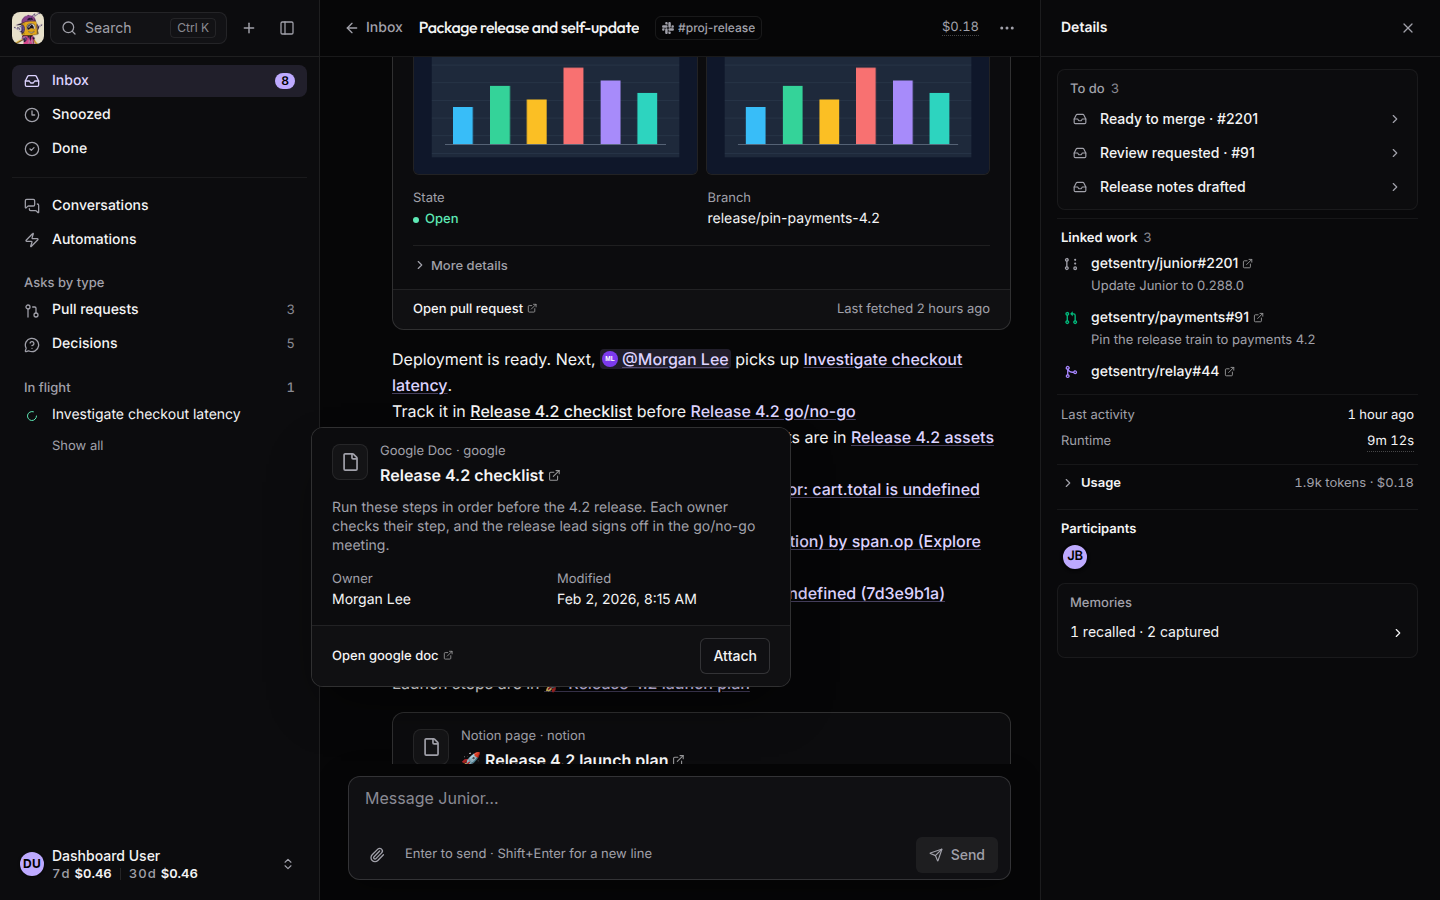 Search
Ctrl K
Inbox
8
Snoozed
Done
Conversations
Automations
Asks by type
Pull requests
3
Decisions
5
In flight
1
Investigate checkout latency
Show all
DU
Dashboard User
7d $0.46
30d $0.46
Inbox
Package release and self-update
#proj-release
$0.18
State
Branch
Open
release/pin-payments-4.2
More details
Open pull request
Last fetched 2 hours ago
Deployment is ready. Next, ML @Morgan Lee picks up Investigate checkout
latency.
Track it in Release 4.2 checklist before Release 4.2 go/no-go
are in Release 4.2 assets
cart.total is undefined
by span.op (Explore
(7d3e9b1a)
Google Doc · google
Release 4.2 checklist
Run these steps in order before the 4.2 release. Each owner
checks their step, and the release lead signs off in the go/no-go
meeting.
Owner
Modified
Morgan Lee
Feb 2, 2026, 8:15 AM
Open google doc
Attach
Launch steps are in 🚀 Release 4.2 launch plan
Notion page · notion
🚀 Release 4.2 launch plan
Message Junior...
Enter to send · Shift+Enter for a new line
Send
Details
To do 3
Ready to merge · #2201
Review requested · #91
Release notes drafted
Linked work 3
getsentry/junior#2201
Update Junior to 0.288.0
getsentry/payments#91
Pin the release train to payments 4.2
getsentry/relay#44
Last activity
1 hour ago
Runtime
9m 12s
Usage
1.9k tokens · $0.18
Participants
JB
Memories
1 recalled · 2 captured